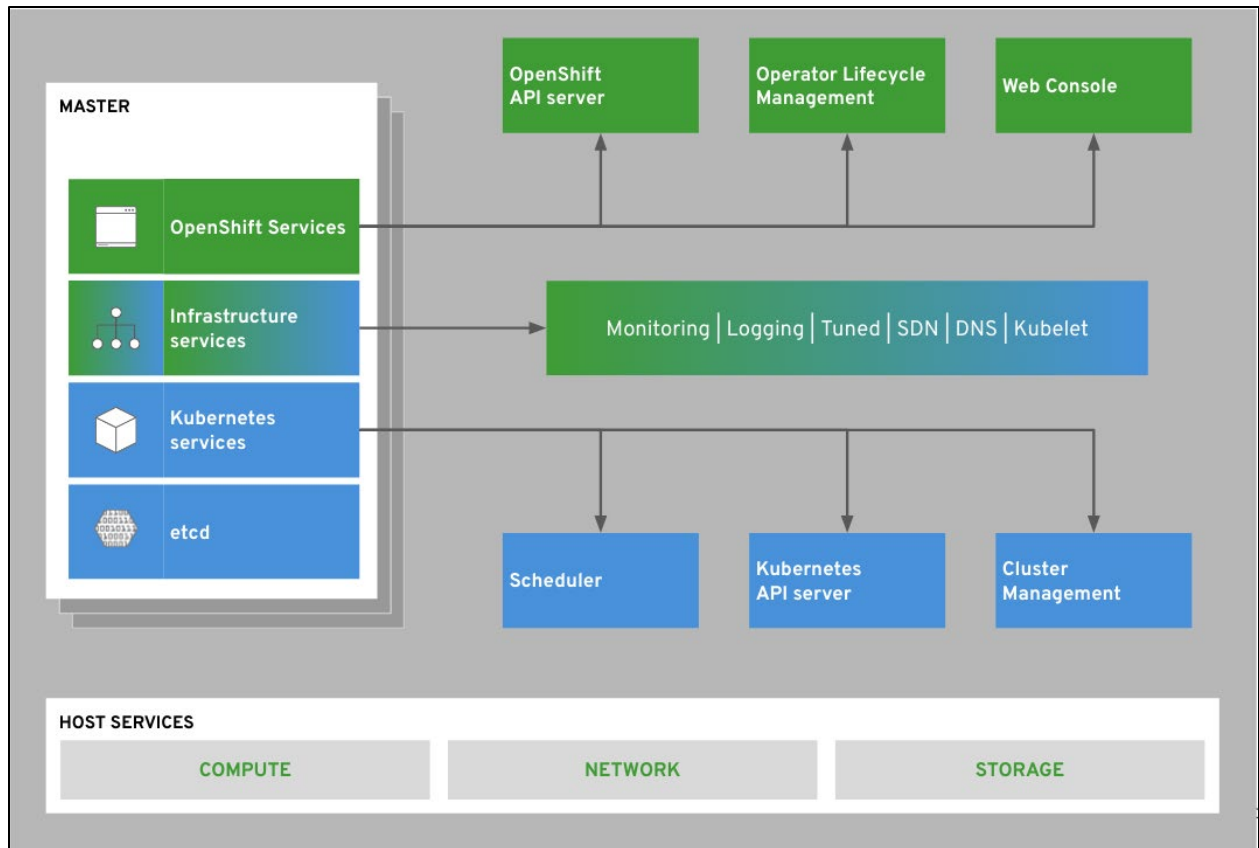 MASTER
OpenShift Services
Infrastructure
services
Kubernetes
services
etcd
OpenShift
API server
Operator Lifecycle
Management
Web Console
Monitoring | Logging | Tuned | SDN | DNS | Kubelet
Scheduler
Kubernetes
API server
Cluster
Management
HOST SERVICES
COMPUTE
NETWORK
STORAGE